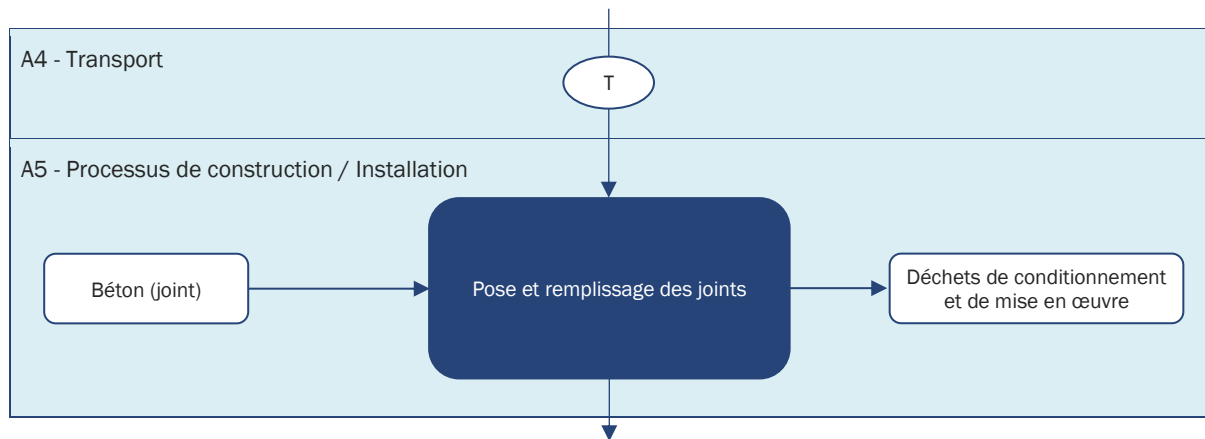 A4 - Transport
T
A5 - Processus de construction / Installation
Béton (joint)
Pose et remplissage des joints
Déchets de conditionnement
et de mise en œuvre